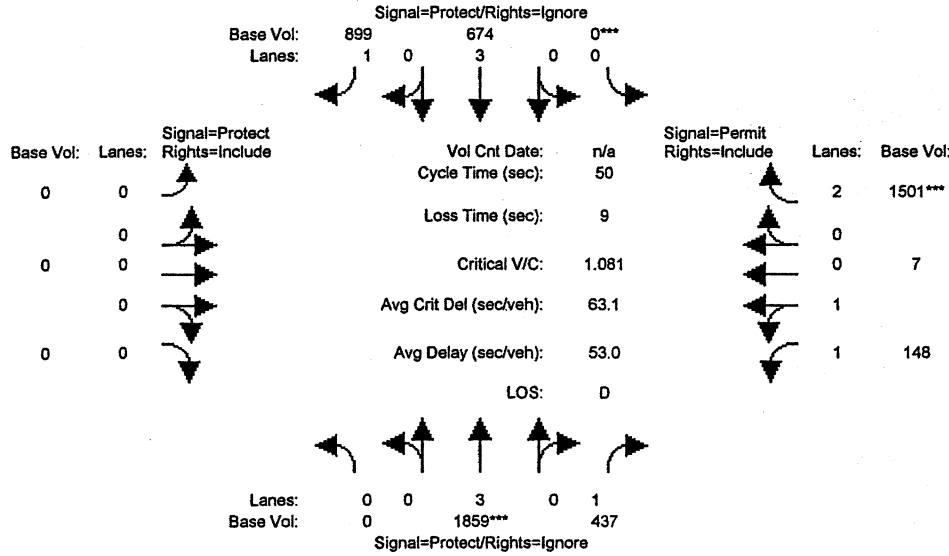 Signal=Protect/Rights=Ignore
Base Vol: 899 674 0***
Lanes: 1 0 3 0 0
Signal=Protect
Rights=Include
Signal=Permit
Rights=Include
Base Vol: Lanes:
Vol Cnt Date: n/a
Lanes: Base Vol:
Cycle Time (sec): 50
0 0
2 1501***
Loss Time (sec): 9
0
0
0 0
Critical V/C: 1.081
0 7
0
Avg Crit Del (sec/veh): 63.1
1
0 0
Avg Delay (sec/veh): 53.0
1 148
LOS: D
Lanes: 0 0 3 0 1
Base Vol: 0 1859*** 437
Signal=Protect/Rights=Ignore